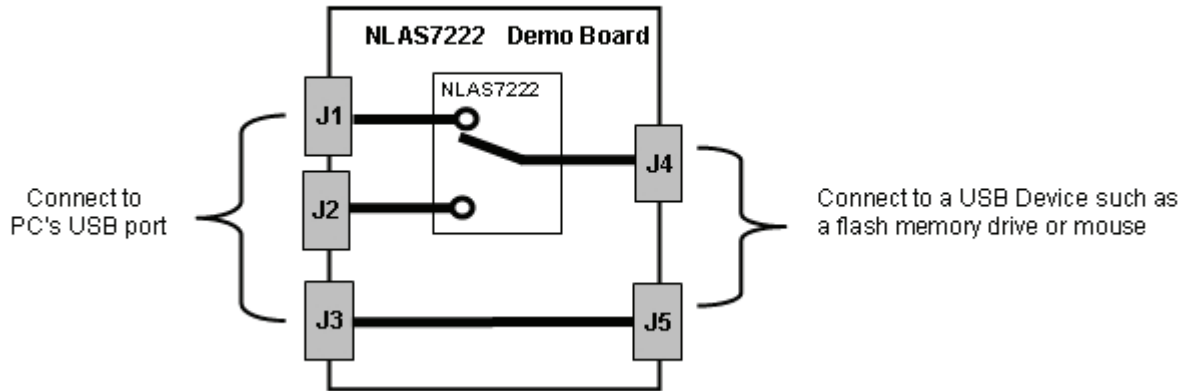 NLAS7222 Demo Board
NLAS7222
J1
J2
J3
J4
J5
Connect to
PC's USB port
Connect to a USB Device such as
a flash memory drive or mouse